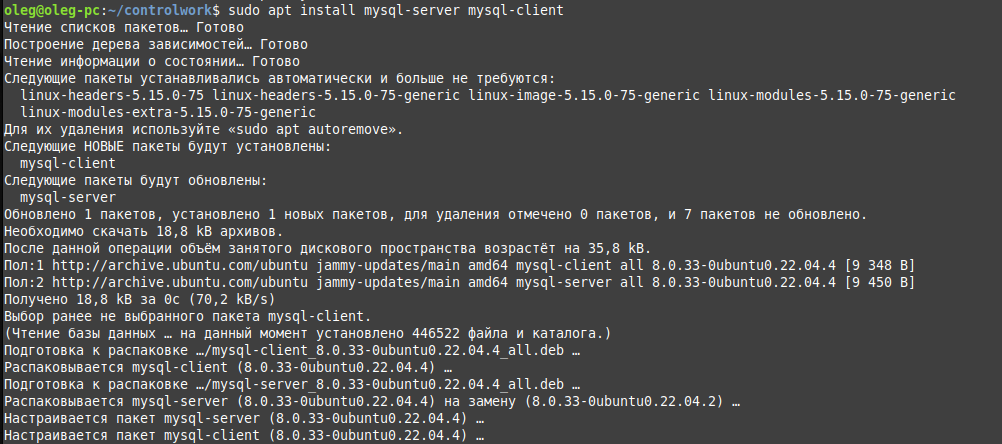 oleg@oleg-pc:~/controlwork$ sudo apt install mysql-server mysql-client
Чтение списков пакетов… Готово
Построение дерева зависимостей… Готово
Чтение информации о состоянии… Готово
Следующие пакеты устанавливались автоматически и больше не требуются:
  linux-headers-5.15.0-75 linux-headers-5.15.0-75-generic linux-image-5.15.0-75-generic linux-modules-5.15.0-75-generic
  linux-modules-extra-5.15.0-75-generic
Для их удаления используйте «sudo apt autoremove».
Следующие НОВЫЕ пакеты будут установлены:
  mysql-client
Следующие пакеты будут обновлены:
  mysql-server
Обновлено 1 пакетов, установлено 1 новых пакетов, для удаления отмечено 0 пакетов, и 7 пакетов не обновлено.
Необходимо скачать 18,8 kB архивов.
После данной операции объём занятого дискового пространства возрастёт на 35,8 kB.
Пол:1 http://archive.ubuntu.com/ubuntu jammy-updates/main amd64 mysql-client all 8.0.33-0ubuntu0.22.04.4 [9 348 B]
Пол:2 http://archive.ubuntu.com/ubuntu jammy-updates/main amd64 mysql-server all 8.0.33-0ubuntu0.22.04.4 [9 450 B]
Получено 18,8 kB за 0с (70,2 kB/s)
Выбор ранее не выбранного пакета mysql-client.
(Чтение базы данных … на данный момент установлено 446522 файла и каталога.)
Подготовка к распаковке …/mysql-client_8.0.33-0ubuntu0.22.04.4_all.deb …
Распаковывается mysql-client (8.0.33-0ubuntu0.22.04.4) …
Подготовка к распаковке …/mysql-server_8.0.33-0ubuntu0.22.04.4_all.deb …
Распаковывается mysql-server (8.0.33-0ubuntu0.22.04.4) на замену (8.0.33-0ubuntu0.22.04.2) …
Настраивается пакет mysql-server (8.0.33-0ubuntu0.22.04.4) …
Настраивается пакет mysql-client (8.0.33-0ubuntu0.22.04.4) …